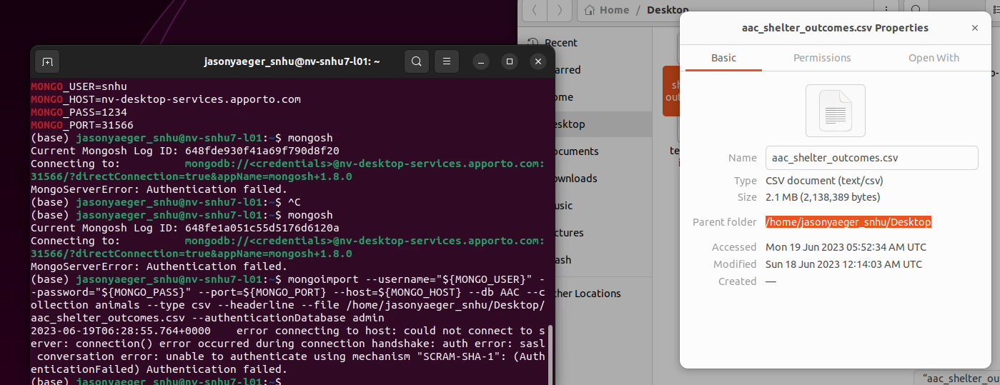 jasonyaeger_snhu@nv-snhu7-l01: ~
MONGO_USER=snhu
MONGO_HOST=nv-desktop-services.apporto.com
MONGO_PASS=1234
MONGO_PORT=31566
(base) jasonyaeger_snhu@nv-snhu7-l01:~$ mongosh
Current Mongosh Log ID: 648fde930f41a69f790d8f20
Connecting to: mongodb://<credentials>@nv-desktop-services.apporto.com:
31566/?directConnection=true&appName=mongosh+1.8.0
MongoServerError: Authentication failed.
(base) jasonyaeger_snhu@nv-snhu7-l01:~$ ^C
(base) jasonyaeger_snhu@nv-snhu7-l01:~$ mongosh
Current Mongosh Log ID: 648fe1a051c55d5176d6120a
Connecting to: mongodb://<credentials>@nv-desktop-services.apporto.com:
31566/?directConnection=true&appName=mongosh+1.8.0
MongoServerError: Authentication failed.
(base) jasonyaeger_snhu@nv-snhu7-l01:~$ mongoimport --username="${MONGO_USER}" -
-password="${MONGO_PASS}" --port=${MONGO_PORT} --host=${MONGO_HOST} --db AAC --c
ollection animals --type csv --headerline --file /home/jasonyaeger_snhu/Desktop/
aac_shelter_outcomes.csv --authenticationDatabase admin
2023-06-19T06:28:55.764+0000 error connecting to host: could not connect to s
erver: connection() error occurred during connection handshake: auth error: sasl
conversation error: unable to authenticate using mechanism "SCRAM-SHA-1": (Auth
enticationFailed) Authentication failed.
(base) jasonyaeger_snhu@nv-snhu7-l01:~$
Home / Desktop
Recent
arred
ome
esktop
ocuments
ownloads
usic
ctures
ash
ther Locations
sh
out
te
i
aac_shelter_outcomes.csv Properties
Basic Permissions Open With
Name aac_shelter_outcomes.csv
Type CSV document (text/csv)
Size 2.1 MB (2,138,389 bytes)
Parent folder /home/jasonyaeger_snhu/Desktop
Accessed Mon 19 Jun 2023 05:52:34 AM UTC
Modified Sun 18 Jun 2023 12:14:03 AM UTC
Created —
o-
“aac_shelter_ou